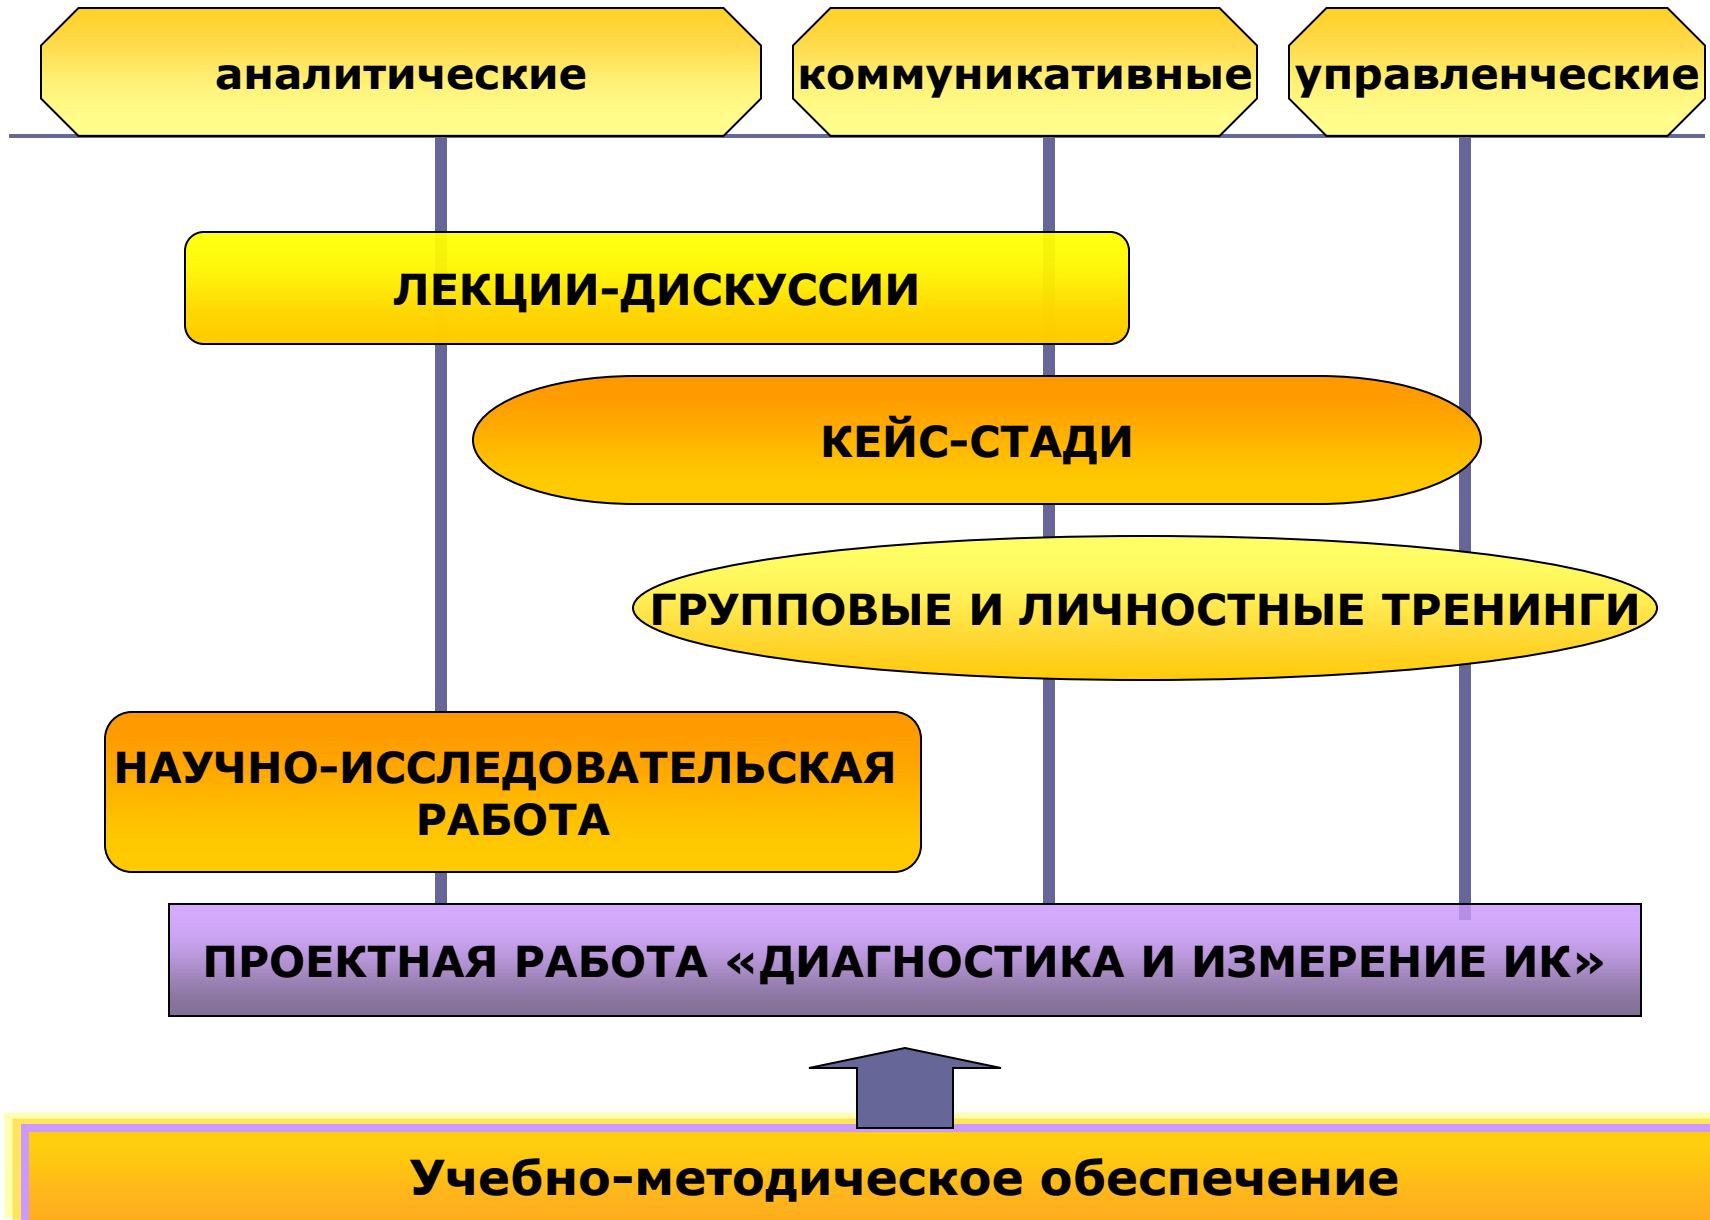 аналитические
коммуникативные
управленческие
ЛЕКЦИИ-ДИСКУССИИ
КЕЙС-СТАДИ
ГРУППОВЫЕ И ЛИЧНОСТНЫЕ ТРЕНИНГИ
НАУЧНО-ИССЛЕДОВАТЕЛЬСКАЯ
РАБОТА
ПРОЕКТНАЯ РАБОТА «ДИАГНОСТИКА И ИЗМЕРЕНИЕ ИК»
Учебно-методическое обеспечение